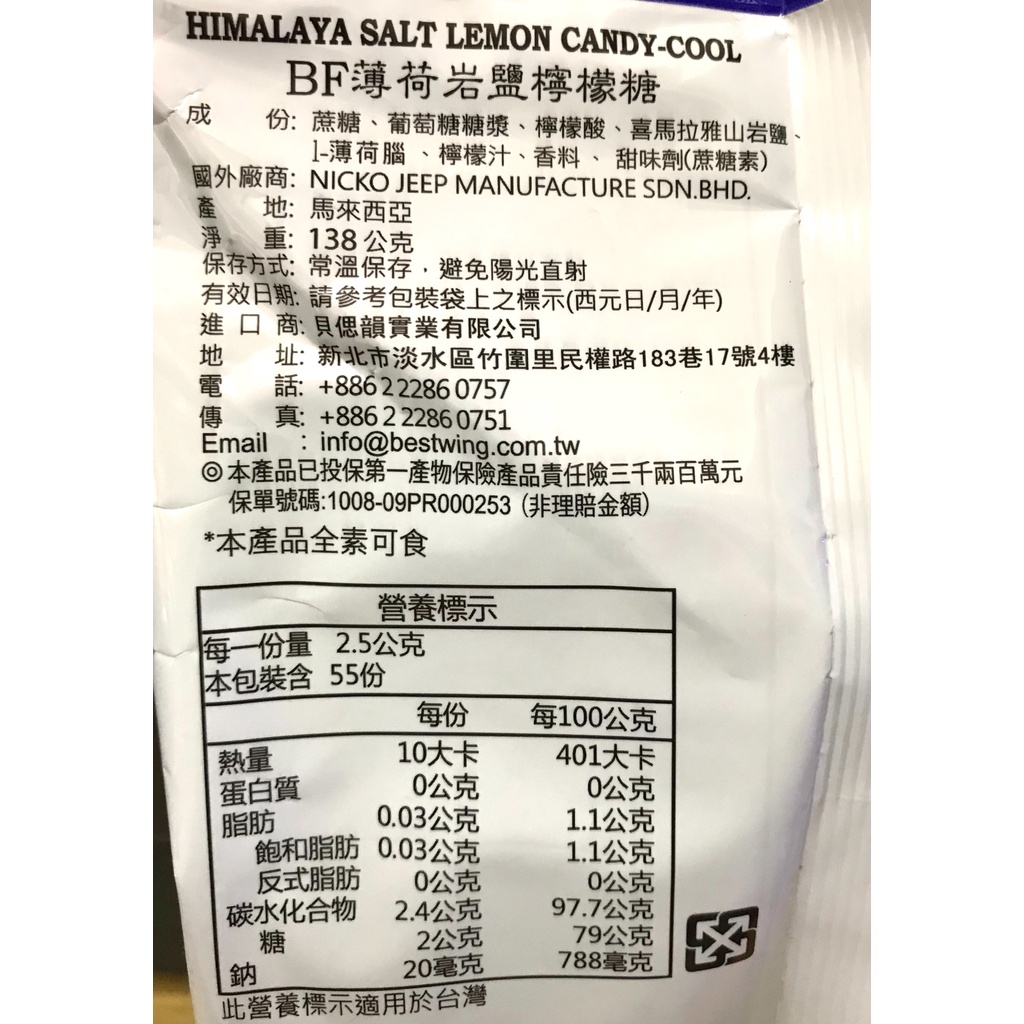 HIMALAYA SALT LEMON CANDY-COOL
BF薄荷岩鹽檸檬糖
成 份: 蔗糖、葡萄糖糖漿、檸檬酸、喜馬拉雅山岩鹽、
l-薄荷腦、檸檬汁、香料、甜味劑(蔗糖素)
國外廠商: NICKO JEEP MANUFACTURE SDN.BHD.
產 地: 馬來西亞
淨 重: 138 公克
保存方式: 常溫保存，避免陽光直射
有效日期: 請參考包裝袋上之標示(西元日/月/年)
進 口 商: 貝偲韻實業有限公司
地 址: 新北市淡水區竹圍里民權路183巷17號4樓
電 話: +886 2 2286 0757
傳 真: +886 2 2286 0751
Email : info@bestwing.com.tw
◎本產品已投保第一產物保險產品責任險三千兩百萬元
保單號碼:1008-09PR000253 (非理賠金額)
*本產品全素可食
營養標示
每一份量 2.5公克
本包裝含 55份
每份 每100公克
熱量 10大卡 401大卡
蛋白質 0公克 0公克
脂肪 0.03公克 1.1公克
飽和脂肪 0.03公克 1.1公克
反式脂肪 0公克 0公克
碳水化合物 2.4公克 97.7公克
糖 2公克 79公克
鈉 20毫克 788毫克
此營養標示適用於台灣